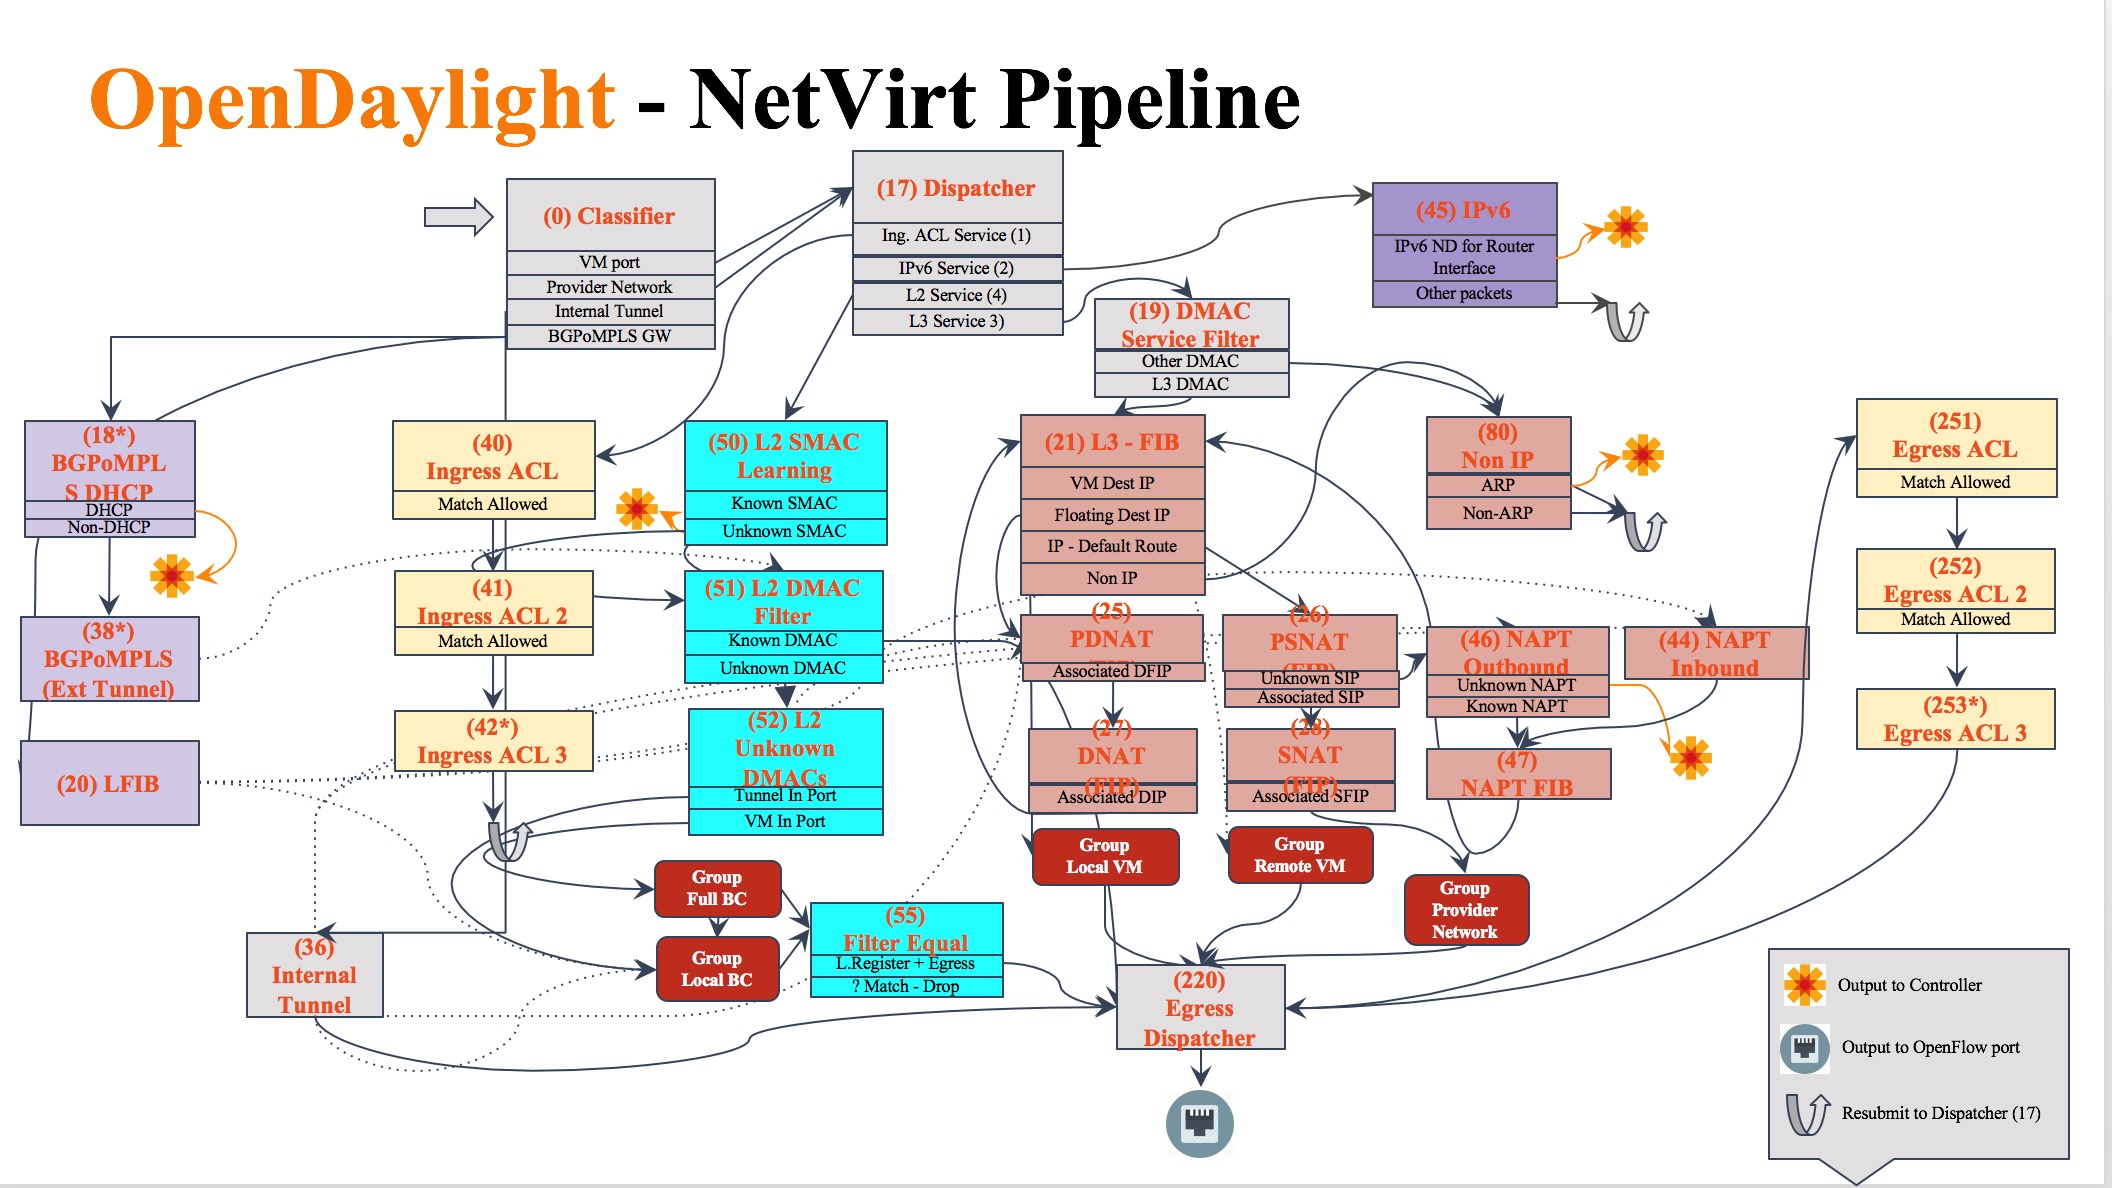 OpenDaylight - NetVirt Pipeline
(0) Classifier
VM port
Provider Network
Internal Tunnel
BGPoMPLS GW
(17) Dispatcher
Ing. ACL Service (1)
IPv6 Service (2)
L2 Service (4)
L3 Service 3)
(45) IPv6
IPv6 ND for Router
Interface
Other packets
(19) DMAC
Service Filter
Other DMAC
L3 DMAC
(18*)
BGPoMPL
S DHCP
DHCP
Non-DHCP
(40)
Ingress ACL
Match Allowed
(50) L2 SMAC
Learning
Known SMAC
Unknown SMAC
(21) L3 - FIB
VM Dest IP
Floating Dest IP
IP - Default Route
Non IP
(80)
Non IP
ARP
Non-ARP
(251)
Egress ACL
Match Allowed
(38*)
BGPoMPLS
(Ext Tunnel)
(41)
Ingress ACL 2
Match Allowed
(51) L2 DMAC
Filter
Known DMAC
Unknown DMAC
(25)
PDNAT
(FIP)
Associated DFIP
(26)
PSNAT
(FIP)
Unknown SIP
Associated SIP
(46) NAPT
Outbound
Unknown NAPT
Known NAPT
(44) NAPT
Inbound
(252)
Egress ACL 2
Match Allowed
(20) LFIB
(42*)
Ingress ACL 3
(52) L2
Unknown
DMACs
Tunnel In Port
VM In Port
(27)
DNAT
(FIP)
Associated DIP
(28)
SNAT
(FIP)
Associated SFIP
(47)
NAPT FIB
(253*)
Egress ACL 3
Group
Full BC
Group
Local BC
Group
Local VM
Group
Remote VM
Group
Provider
Network
(36)
Internal
Tunnel
(55)
Filter Equal
L.Register + Egress
? Match - Drop
(220)
Egress
Dispatcher
Output to Controller
Output to OpenFlow port
Resubmit to Dispatcher (17)